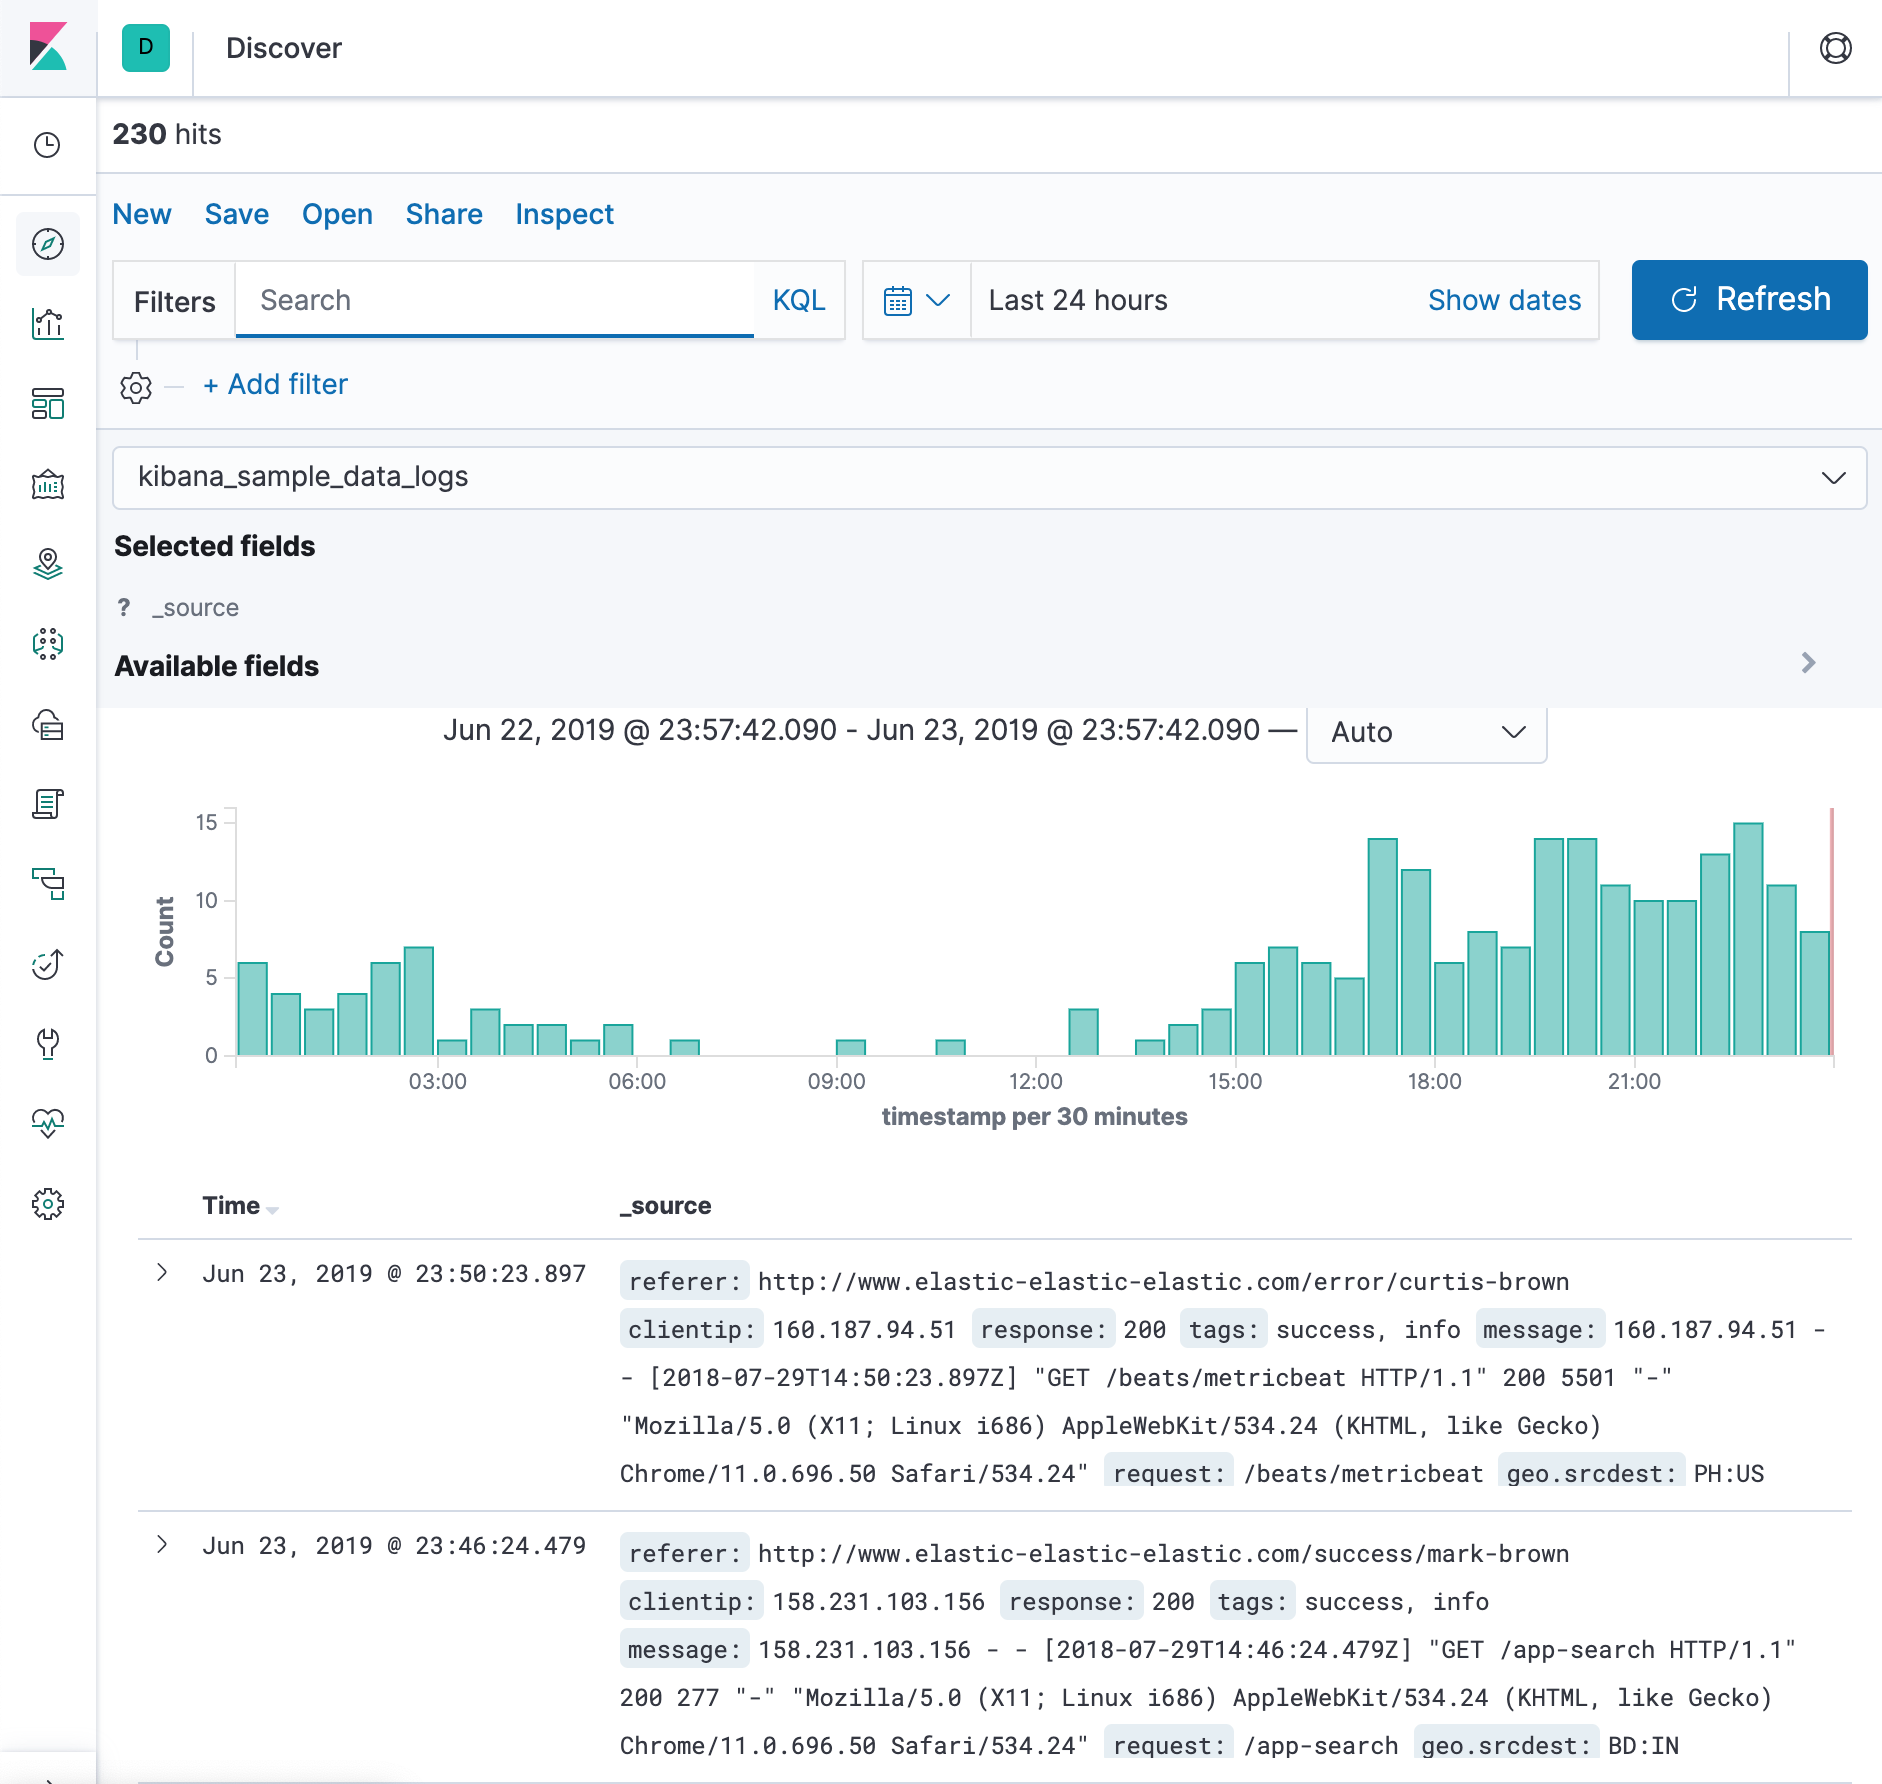 D Discover
230 hits
New Save Open Share Inspect
Filters Search KQL Last 24 hours Show dates Refresh
+ Add filter
kibana_sample_data_logs
Selected fields
? _source
Available fields
Jun 22, 2019 @ 23:57:42.090 - Jun 23, 2019 @ 23:57:42.090 — Auto
15
10
5
0
Count
03:00 06:00 09:00 12:00 15:00 18:00 21:00
timestamp per 30 minutes
Time _source
Jun 23, 2019 @ 23:50:23.897 referer: http://www.elastic-elastic-elastic.com/error/curtis-brown
clientip: 160.187.94.51 response: 200 tags: success, info message: 160.187.94.51 -
- [2018-07-29T14:50:23.897Z] "GET /beats/metricbeat HTTP/1.1" 200 5501 "-"
"Mozilla/5.0 (X11; Linux i686) AppleWebKit/534.24 (KHTML, like Gecko)
Chrome/11.0.696.50 Safari/534.24" request: /beats/metricbeat geo.srcdest: PH:US
Jun 23, 2019 @ 23:46:24.479 referer: http://www.elastic-elastic-elastic.com/success/mark-brown
clientip: 158.231.103.156 response: 200 tags: success, info
message: 158.231.103.156 - - [2018-07-29T14:46:24.479Z] "GET /app-search HTTP/1.1"
200 277 "-" "Mozilla/5.0 (X11; Linux i686) AppleWebKit/534.24 (KHTML, like Gecko)
Chrome/11.0.696.50 Safari/534.24" request: /app-search geo.srcdest: BD:IN